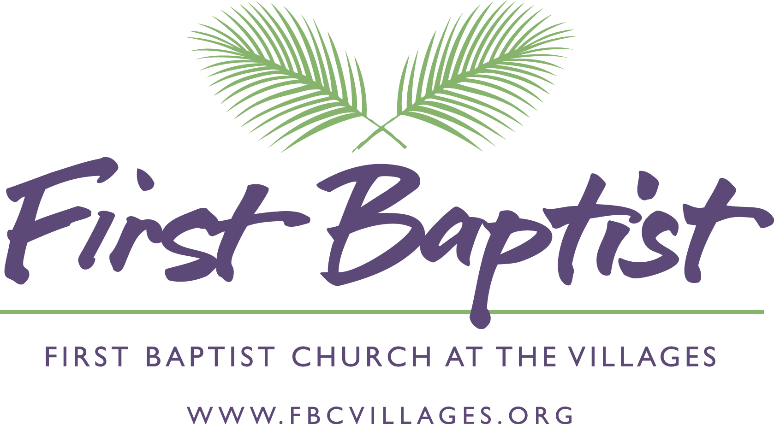 First Baptist
FIRST BAPTIST CHURCH AT THE VILLAGES
WWW.FBCVILLAGES.ORG